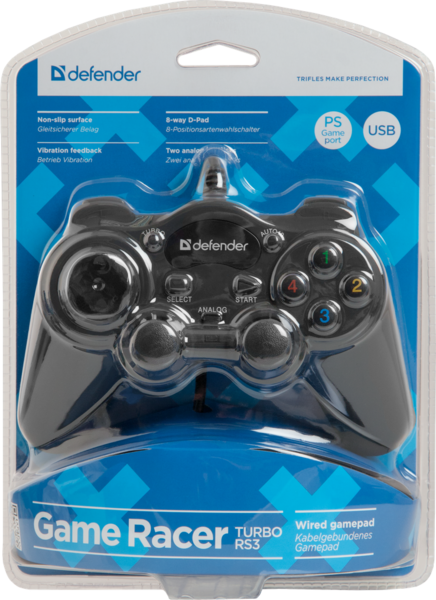 defender
TRIFLES MAKE PERFECTION
Non-slip surface
Gleitsicherer Belag
8-way D-Pad
8-Positionsartenwahlschalter
Vibration feedback
Betrieb Vibration
Two
Zwei
PS
Game
port
USB
TURBO
AUTO
defender
SELECT
START
ANALOG
1
2
3
4
Game Racer TURBO
RS3
Wired gamepad
Kabelgebundenes
Gamepad